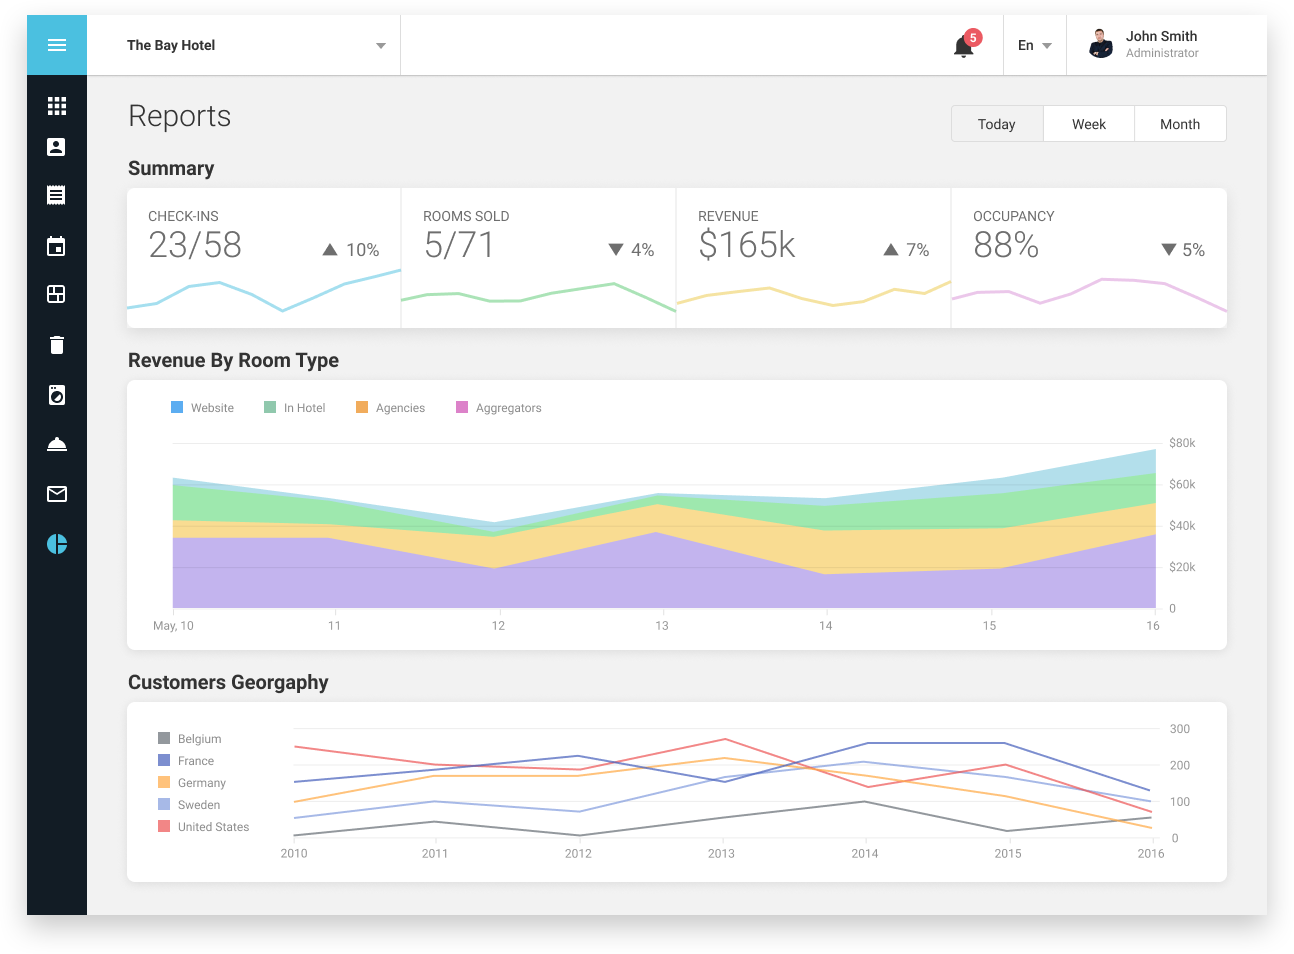 The Bay Hotel
5
En
John Smith
Administrator
Reports
Today
Week
Month
Summary
CHECK-INS
23/58
10%
ROOMS SOLD
5/71
4%
REVENUE
$165k
7%
OCCUPANCY
88%
5%
Revenue By Room Type
Website
In Hotel
Agencies
Aggregators
$80k
$60k
$40k
$20k
0
May, 10
11
12
13
14
15
16
Customers Georgaphy
Belgium
France
Germany
Sweden
United States
300
200
100
0
2010
2011
2012
2013
2014
2015
2016